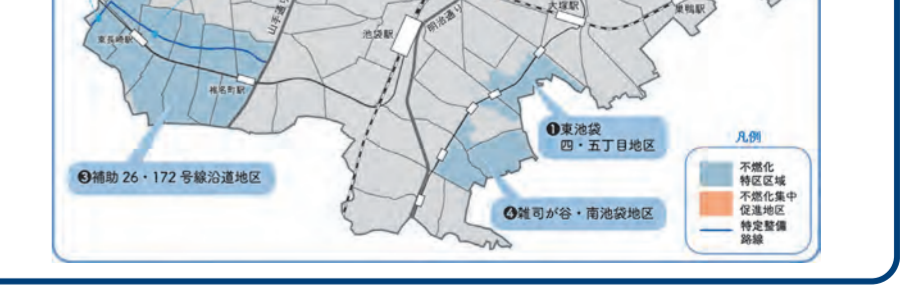 大塚駅
巣鴨駅
山手通り
明治通り
池袋駅
東長崎駅
椎名町駅
❶東池袋
四・五丁目地区
❸補助 26・172 号線沿道地区
❹雑司が谷・南池袋地区
凡例
不燃化
特区区域
不燃化集中
促進地区
特定整備
路線